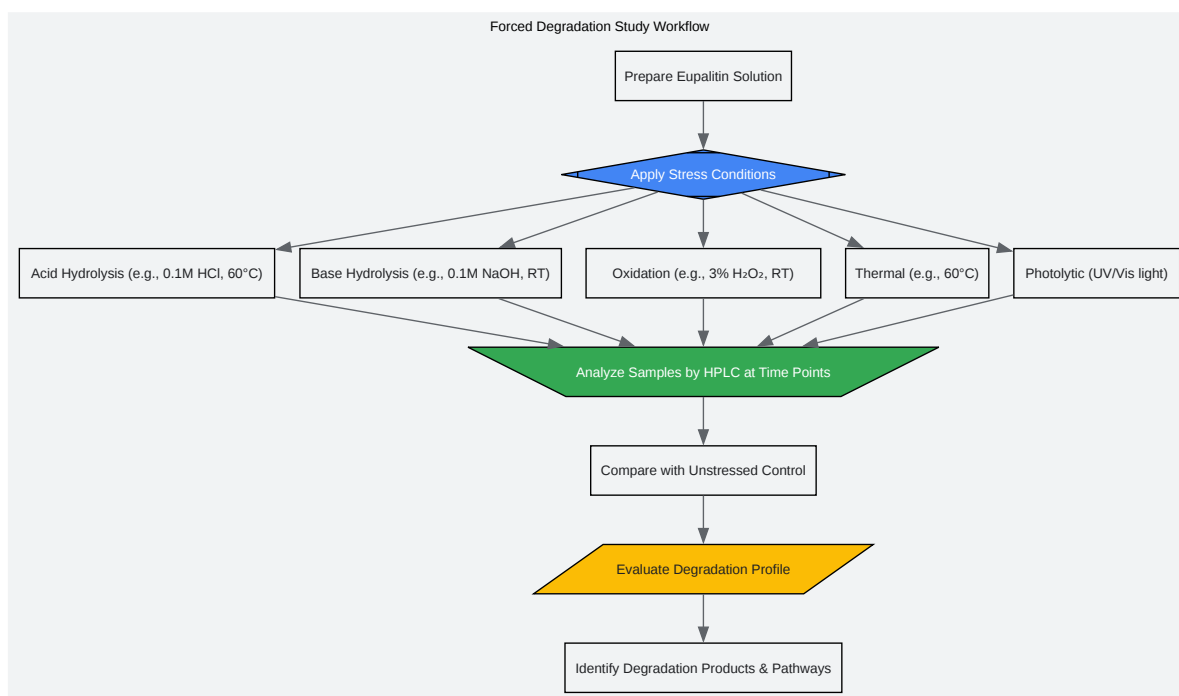 Forced Degradation Study Workflow
Prepare Eupalitin Solution
Apply Stress Conditions
Acid Hydrolysis (e.g., 0.1M HCl, 60°C)
Base Hydrolysis (e.g., 0.1M NaOH, RT)
Oxidation (e.g., 3% H₂O₂, RT)
Thermal (e.g., 60°C)
Photolytic (UV/Vis light)
Analyze Samples by HPLC at Time Points
Compare with Unstressed Control
Evaluate Degradation Profile
Identify Degradation Products & Pathways